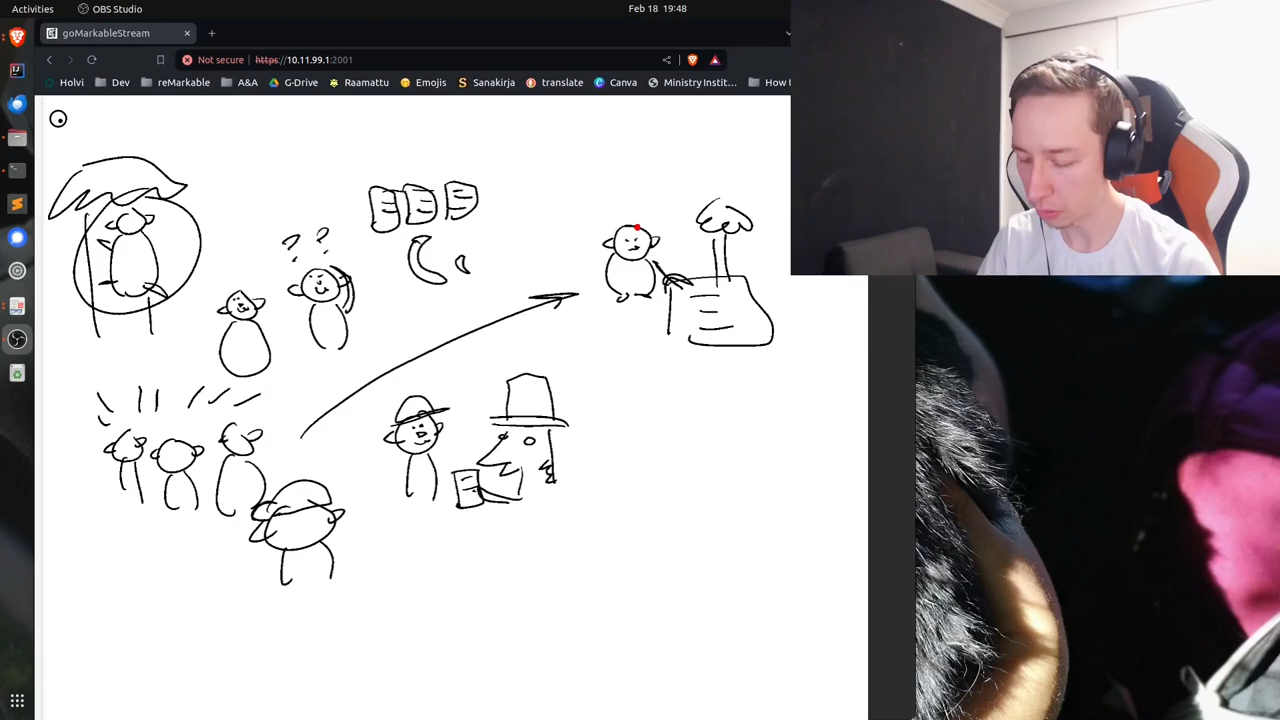 Activities
OBS Studio
Feb 18 19:48
goMarkableStream
Not secure
https://10.11.99.1:2001
Holvi
Dev
reMarkable
A&A
G-Drive
Raamattu
Emojis
Sanakirja
translate
Canva
Ministry Instit...
How t
? ?